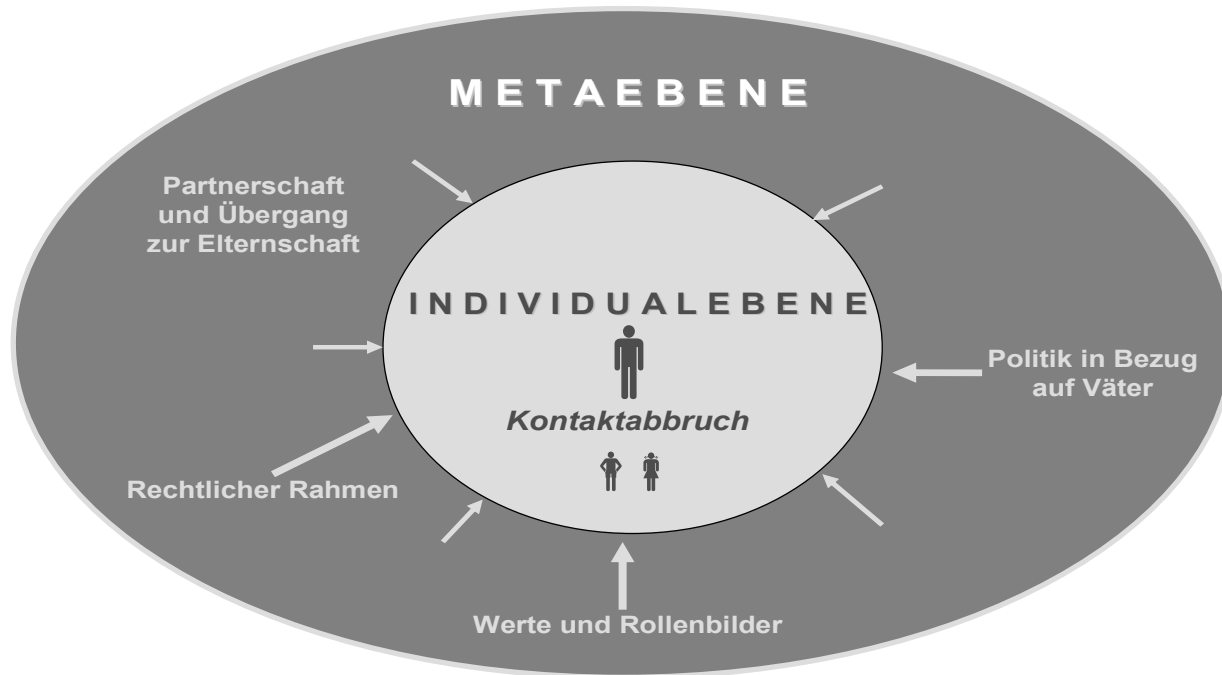 METAEBENE
Partnerschaft
und Übergang
zur Elternschaft
INDIVIDUALEBENE
Politik in Bezug
auf Väter
Kontaktabbruch
Rechtlicher Rahmen
Werte und Rollenbilder